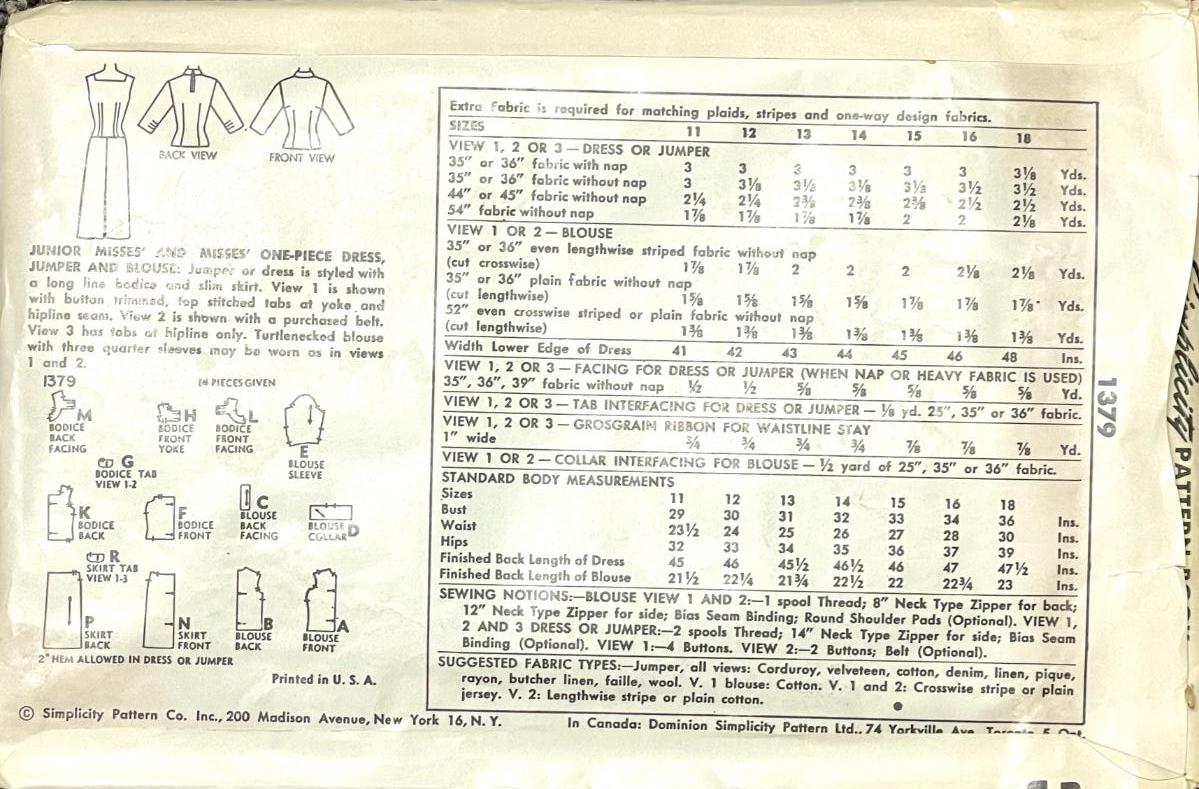 BACK VIEW
FRONT VIEW
JUNIOR MISSES' AND MISSES' ONE-PIECE DRESS,
JUMPER AND BLOUSE: Jumper or dress is styled with
a long line bodice and slim skirt. View 1 is shown
with button trimmed, top stitched tabs at yoke and
hipline seam. View 2 is shown with a purchased belt.
View 3 has tabs at hipline only. Turtlenecked blouse
with three quarter sleeves may be worn as in views
1 and 2.
1379
14 PIECES GIVEN
M
BODICE
BACK
FACING
H
BODICE
FRONT
YOKE
L
BODICE
FRONT
FACING
E
BLOUSE
SLEEVE
G
BODICE TAB
VIEW 1-2
K
BODICE
BACK
F
BODICE
FRONT
C
BLOUSE
BACK
FACING
BLOUSE
COLLAR D
R
SKIRT TAB
VIEW 1-3
P
SKIRT
BACK
N
SKIRT
FRONT
B
BLOUSE
BACK
A
BLOUSE
FRONT
2" HEM ALLOWED IN DRESS OR JUMPER
Printed in U. S. A.
Extra Fabric is required for matching plaids, stripes and one-way design fabrics.
SIZES 11 12 13 14 15 16 18
VIEW 1, 2 OR 3 — DRESS OR JUMPER
35" or 36" fabric with nap 3 3 3 3 3 3 3⅛ Yds.
35" or 36" fabric without nap 3 3⅛ 3⅛ 3⅛ 3⅛ 3½ 3½ Yds.
44" or 45" fabric without nap 2¼ 2¼ 2⅜ 2⅜ 2⅜ 2½ 2½ Yds.
54" fabric without nap 1⅞ 1⅞ 1⅞ 1⅞ 2 2 2⅛ Yds.
VIEW 1 OR 2 — BLOUSE
35" or 36" even lengthwise striped fabric without nap
(cut crosswise) 1⅞ 1⅞ 2 2 2 2⅛ 2⅛ Yds.
35" or 36" plain fabric without nap
(cut lengthwise) 1⅝ 1⅝ 1⅝ 1⅝ 1⅞ 1⅞ 1⅞ Yds.
52" even crosswise striped or plain fabric without nap
(cut lengthwise) 1⅜ 1⅜ 1⅜ 1⅜ 1⅜ 1⅜ 1⅜ Yds.
Width Lower Edge of Dress 41 42 43 44 45 46 48 Ins.
VIEW 1, 2 OR 3 — FACING FOR DRESS OR JUMPER (WHEN NAP OR HEAVY FABRIC IS USED)
35", 36", 39" fabric without nap ½ ½ ⅝ ⅝ ⅝ ⅝ ⅝ Yd.
VIEW 1, 2 OR 3 — TAB INTERFACING FOR DRESS OR JUMPER — ⅛ yd. 25", 35" or 36" fabric.
VIEW 1, 2 OR 3 — GROSGRAIN RIBBON FOR WAISTLINE STAY
1" wide ¾ ¾ ¾ ¾ ⅞ ⅞ ⅞ Yd.
VIEW 1 OR 2 — COLLAR INTERFACING FOR BLOUSE — ½ yard of 25", 35" or 36" fabric.
STANDARD BODY MEASUREMENTS
Sizes 11 12 13 14 15 16 18
Bust 29 30 31 32 33 34 36 Ins.
Waist 23½ 24 25 26 27 28 30 Ins.
Hips 32 33 34 35 36 37 39 Ins.
Finished Back Length of Dress 45 46 45½ 46½ 46 47 47½ Ins.
Finished Back Length of Blouse 21½ 22¼ 21¾ 22½ 22 22¾ 23 Ins.
SEWING NOTIONS:—BLOUSE VIEW 1 AND 2:—1 spool Thread; 8" Neck Type Zipper for back;
12" Neck Type Zipper for side; Bias Seam Binding; Round Shoulder Pads (Optional). VIEW 1,
2 AND 3 DRESS OR JUMPER:—2 spools Thread; 14" Neck Type Zipper for side; Bias Seam
Binding (Optional). VIEW 1:—4 Buttons. VIEW 2:—2 Buttons; Belt (Optional).
SUGGESTED FABRIC TYPES:—Jumper, all views: Corduroy, velveteen, cotton, denim, linen, pique,
rayon, butcher linen, faille, wool. V. 1 blouse: Cotton. V. 1 and 2: Crosswise stripe or plain
jersey. V. 2: Lengthwise stripe or plain cotton.
© Simplicity Pattern Co. Inc., 200 Madison Avenue, New York 16, N. Y.
In Canada: Dominion Simplicity Pattern Ltd., 74 Yorkville Ave. Toronto 5 Ont.
1379
Simplicity PATTERN